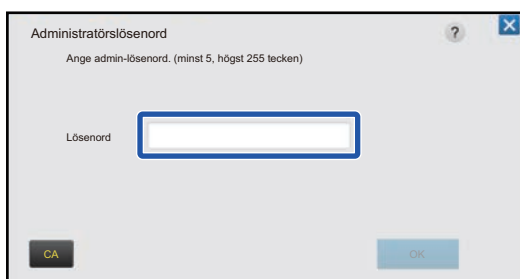 Administratörslösenord
?
Ange admin-lösenord. (minst 5, högst 255 tecken)
Lösenord
CA
OK